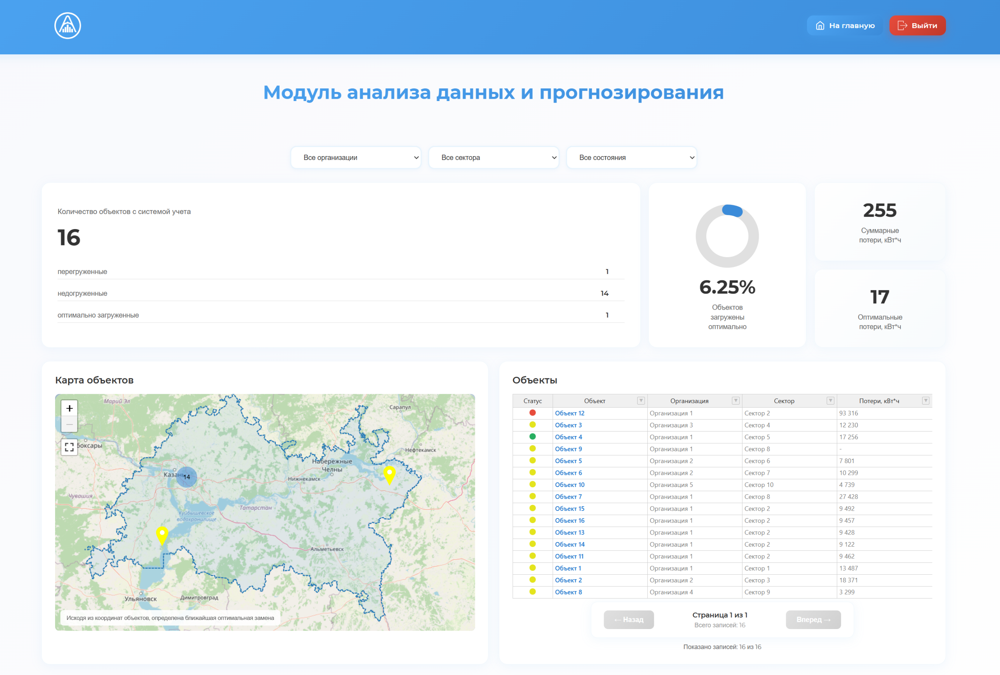 На главную
Выйти
Модуль анализа данных и прогнозирования
Все организации
Все сектора
Все состояния
Количество объектов с системой учета
16
перегруженные 1
недогруженные 14
оптимально загруженные 1
6.25%
Объектов
загружены
оптимально
255
Суммарные
потери, кВт*ч
17
Оптимальные
потери, кВт*ч
Карта объектов
+
−
Марий Эл
Сарапул
боксары
Нефтекамск
Набережные
Челны
Казань
14
Нижнекамск
Чувашия
Татарстан
Куйбышевское
водохранилище
Альметьевск
Ульяновск
Димитровград
Исходя из координат объектов, определена ближайшая оптимальная замена
Объекты
Статус Объект Организация Сектор Потери, кВт*ч
Объект 12 Организация 1 Сектор 2 93 316
Объект 3 Организация 3 Сектор 4 12 230
Объект 4 Организация 1 Сектор 5 17 256
Объект 9 Организация 1 Сектор 8 -
Объект 5 Организация 2 Сектор 6 7 801
Объект 6 Организация 2 Сектор 7 10 299
Объект 10 Организация 5 Сектор 10 4 739
Объект 7 Организация 1 Сектор 8 27 428
Объект 15 Организация 1 Сектор 2 9 492
Объект 16 Организация 1 Сектор 2 9 457
Объект 13 Организация 1 Сектор 2 9 428
Объект 14 Организация 1 Сектор 2 9 122
Объект 11 Организация 1 Сектор 2 9 462
Объект 1 Организация 1 Сектор 1 13 487
Объект 2 Организация 2 Сектор 3 18 371
Объект 8 Организация 4 Сектор 9 3 299
← Назад
Страница 1 из 1
Всего записей: 16
Вперед →
Показано записей: 16 из 16